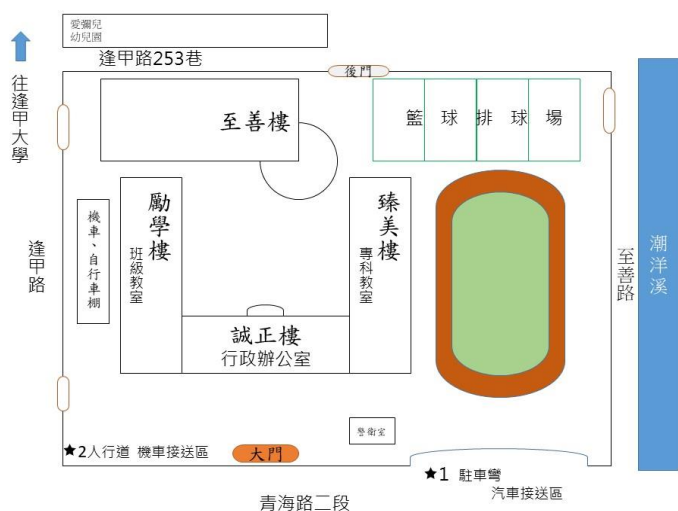 愛彌兒
幼兒園
逢甲路253巷
往逢甲大學
後門
至善樓
籃球排球場
勵學樓
班級教室
臻美樓
專科教室
機車、自行車棚
逢甲路
至善路
潮洋溪
誠正樓
行政辦公室
警衛室
★2人行道 機車接送區
大門
★1 駐車彎
汽車接送區
青海路二段